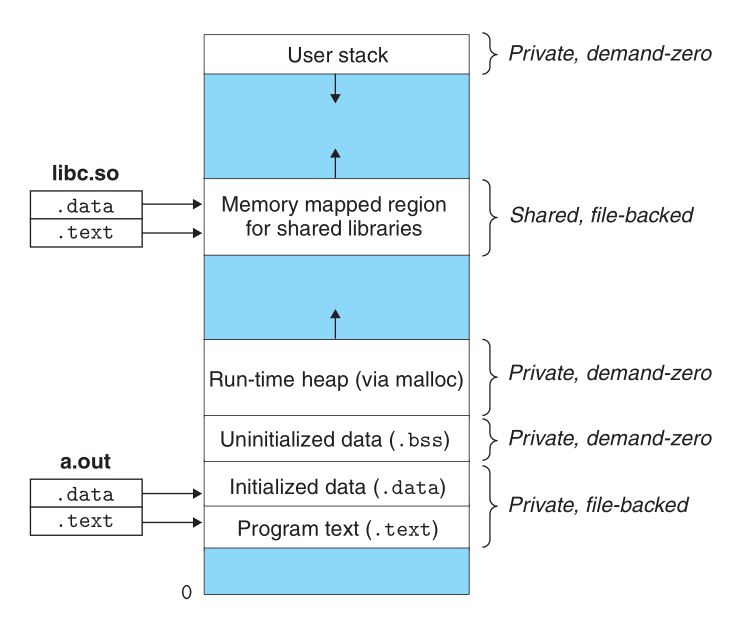 User stack
Private, demand-zero
libc.so
.data
.text
Memory mapped region
for shared libraries
Shared, file-backed
Run-time heap (via malloc)
Private, demand-zero
Uninitialized data (.bss)
Private, demand-zero
a.out
.data
.text
Initialized data (.data)
Program text (.text)
Private, file-backed
0